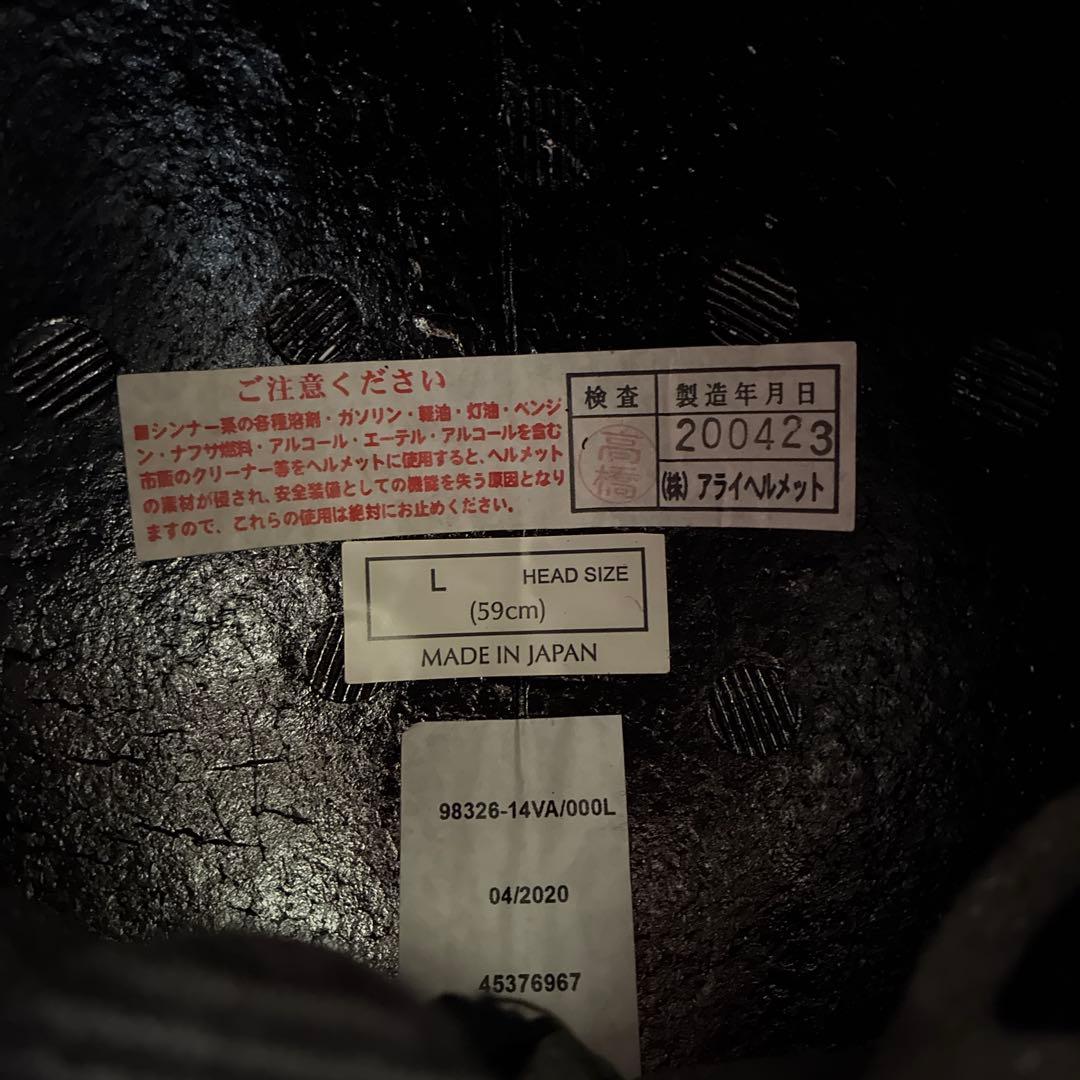 ご注意ください
■シンナー系の各種溶剤・ガソリン・軽油・灯油・ベンジ
ン・ナフサ燃料・アルコール・エーテル・アルコールを含む
市販のクリーナー等をヘルメットに使用すると、ヘルメット
の素材が侵され、安全装備としての機能を失う原因となり
ますので、これらの使用は絶対にお止めください。
検査 製造年月日
高橋 200423
(株) アライヘルメット
L HEAD SIZE
(59cm)
MADE IN JAPAN
98326-14VA/000L
04/2020
45376967